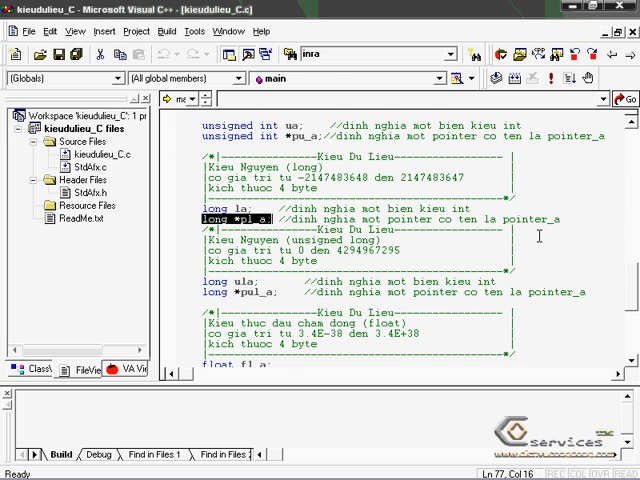 kieudulieu_C - Microsoft Visual C++ - [kieudulieu_C.c]
File Edit View Insert Project Build Tools Window Help
inra
(Globals) (All global members) main
Go
Workspace 'kieudulieu_C': 1 pr
kieudulieu_C files
Source Files
kieudulieu_C.c
StdAfx.c
Header Files
StdAfx.h
Resource Files
ReadMe.txt
Class FileVie VA Vie
unsigned int ua; //dinh nghia mot bien kieu int
unsigned int *pu_a;//dinh nghia mot pointer co ten la pointer_a
/*|---------------Kieu Du Lieu----------------- |
|Kieu Nguyen (long) |
|co gia tri tu -2147483648 den 2147483647 |
|kich thuoc 4 byte |
|-----------------------------------------------*/
long la; //dinh nghia mot bien kieu int
long *pl_a; //dinh nghia mot pointer co ten la pointer_a
/*|---------------Kieu Du Lieu----------------- |
|Kieu Nguyen (unsigned long) |
|co gia tri tu 0 den 4294967295 |
|kich thuoc 4 byte |
|-----------------------------------------------*/
long ula; //dinh nghia mot bien kieu int
long *pul_a; //dinh nghia mot pointer co ten la pointer_a
/*|---------------Kieu Du Lieu----------------- |
|Kieu thuc dau cham dong (float) |
|co gia tri tu 3.4E-38 den 3.4E+38 |
|kich thuoc 4 byte |
|-----------------------------------------------*/
float fl_a;
Build Debug Find in Files 1 Find in Files
services
Ready Ln 77, Col 16 REC COL OVR READ